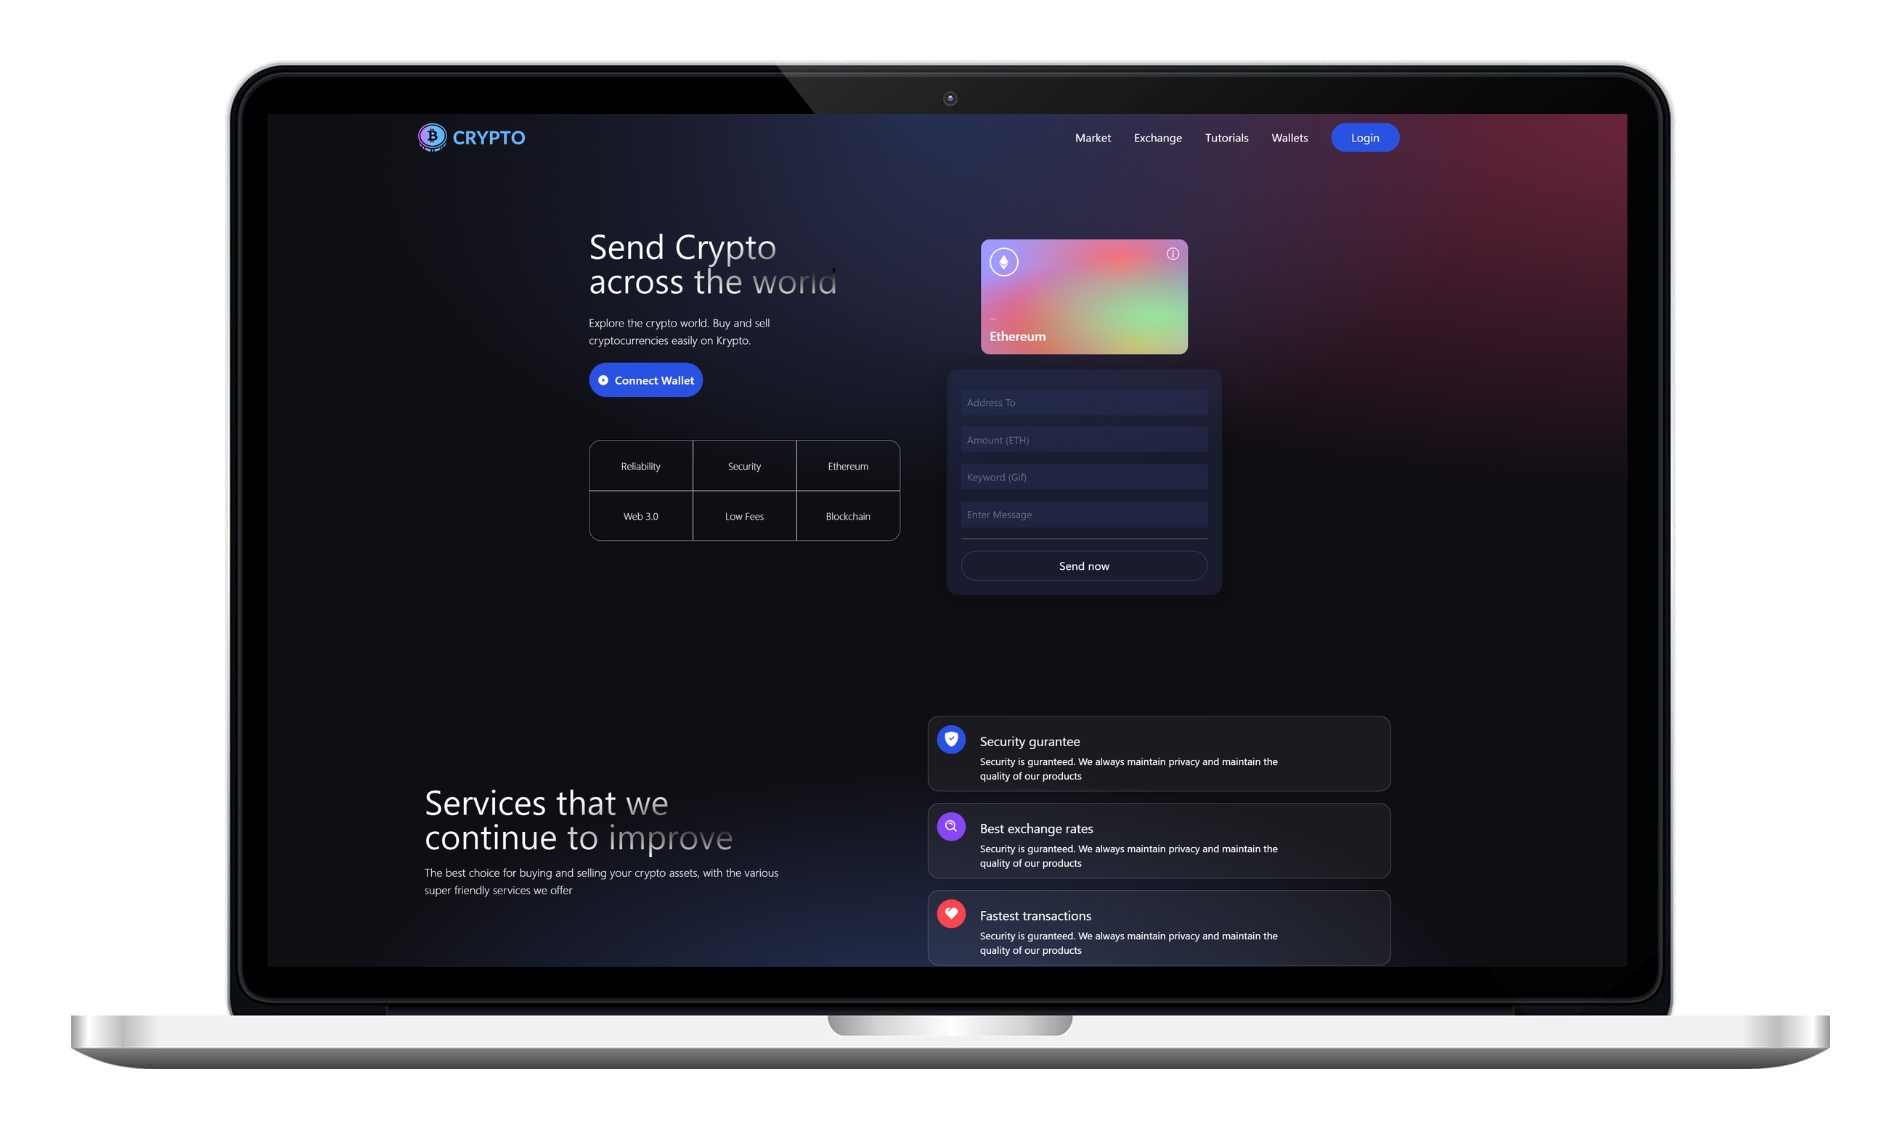 CRYPTO
Market
Exchange
Tutorials
Wallets
Login
Send Crypto
across the world
Explore the crypto world. Buy and sell
cryptocurrencies easily on Krypto.
Connect Wallet
Reliability
Security
Ethereum
Web 3.0
Low Fees
Blockchain
Ethereum
Address To
Amount (ETH)
Keyword (Gif)
Enter Message
Send now
Services that we
continue to improve
The best choice for buying and selling your crypto assets, with the various
super friendly services we offer
Security gurantee
Security is guranteed. We always maintain privacy and maintain the
quality of our products
Best exchange rates
Security is guranteed. We always maintain privacy and maintain the
quality of our products
Fastest transactions
Security is guranteed. We always maintain privacy and maintain the
quality of our products